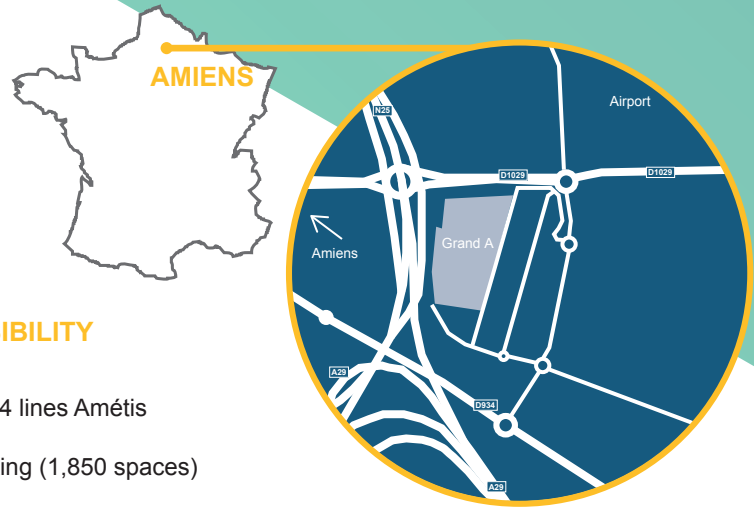 AMIENS
Airport
N25
D1029
D1029
Grand A
Amiens
IBILITY
A29
4 lines Amétis
D934
ing (1,850 spaces)
A29